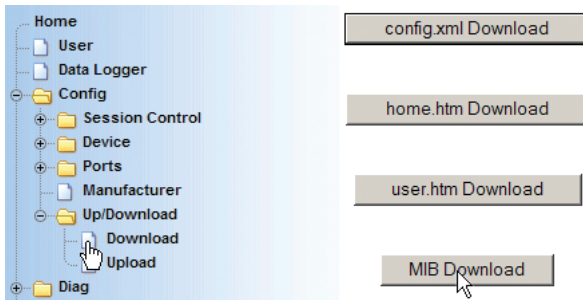 Home
User
Data Logger
Config
Session Control
Device
Ports
Manufacturer
Up/Download
Download
Upload
Diag
config.xml Download
home.htm Download
user.htm Download
MIB Download